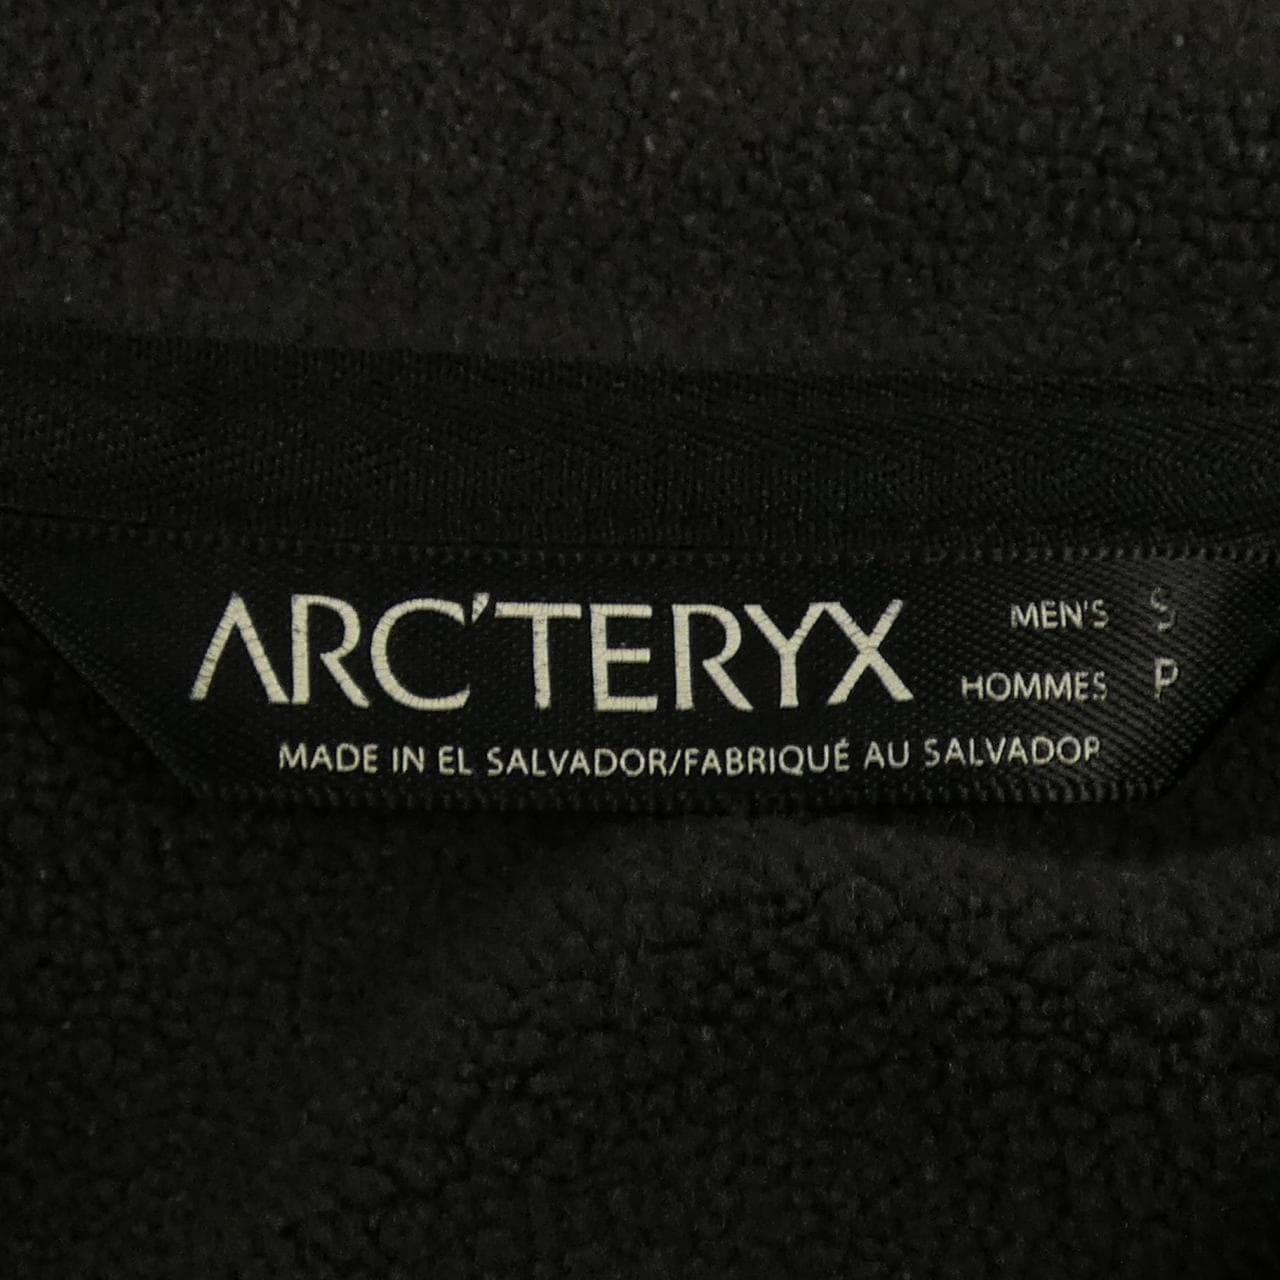 ARC'TERYX MEN'S S
HOMMES P
MADE IN EL SALVADOR/FABRIQUÉ AU SALVADOR